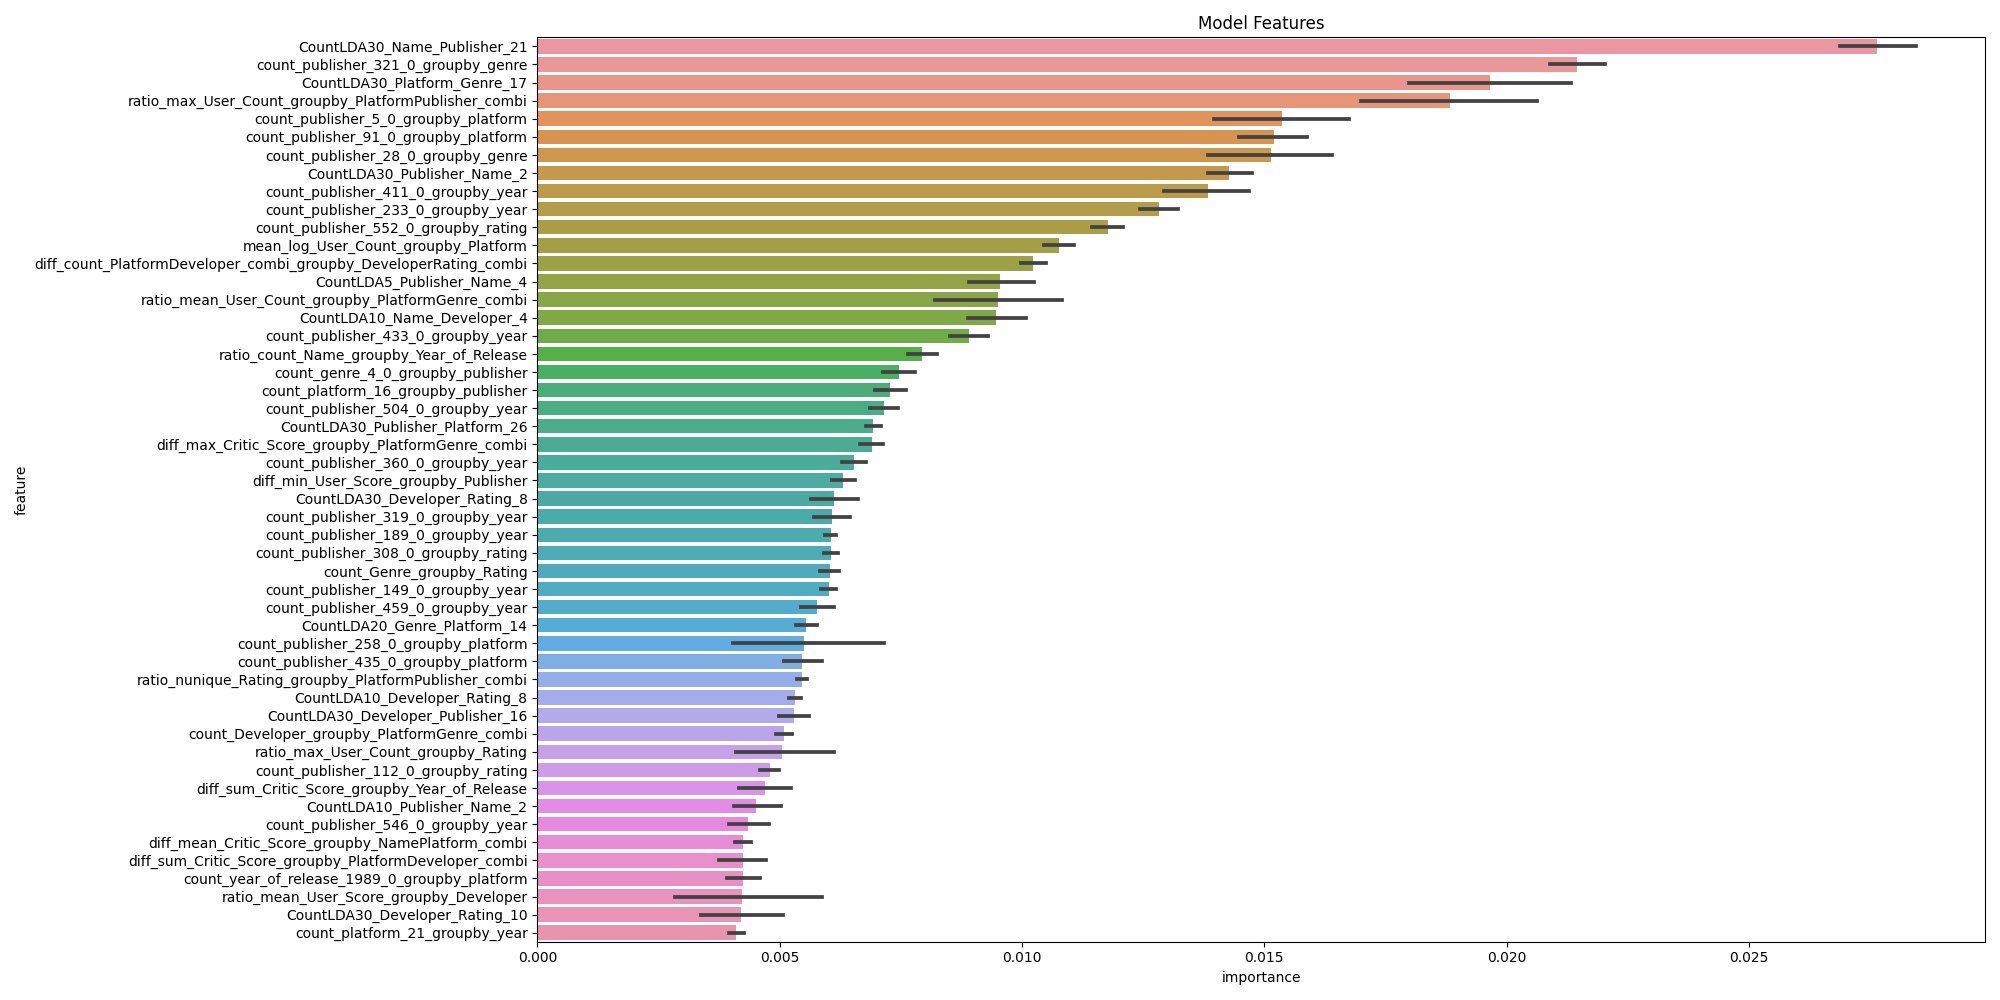 Model Features
CountLDA30_Name_Publisher_21
count_publisher_321_0_groupby_genre
CountLDA30_Platform_Genre_17
ratio_max_User_Count_groupby_PlatformPublisher_combi
count_publisher_5_0_groupby_platform
count_publisher_91_0_groupby_platform
count_publisher_28_0_groupby_genre
CountLDA30_Publisher_Name_2
count_publisher_411_0_groupby_year
count_publisher_233_0_groupby_year
count_publisher_552_0_groupby_rating
mean_log_User_Count_groupby_Platform
diff_count_PlatformDeveloper_combi_groupby_DeveloperRating_combi
CountLDA5_Publisher_Name_4
ratio_mean_User_Count_groupby_PlatformGenre_combi
CountLDA10_Name_Developer_4
count_publisher_433_0_groupby_year
ratio_count_Name_groupby_Year_of_Release
count_genre_4_0_groupby_publisher
count_platform_16_groupby_publisher
count_publisher_504_0_groupby_year
CountLDA30_Publisher_Platform_26
diff_max_Critic_Score_groupby_PlatformGenre_combi
count_publisher_360_0_groupby_year
diff_min_User_Score_groupby_Publisher
CountLDA30_Developer_Rating_8
count_publisher_319_0_groupby_year
count_publisher_189_0_groupby_year
count_publisher_308_0_groupby_rating
count_Genre_groupby_Rating
count_publisher_149_0_groupby_year
count_publisher_459_0_groupby_year
CountLDA20_Genre_Platform_14
count_publisher_258_0_groupby_platform
count_publisher_435_0_groupby_platform
ratio_nunique_Rating_groupby_PlatformPublisher_combi
CountLDA10_Developer_Rating_8
CountLDA30_Developer_Publisher_16
count_Developer_groupby_PlatformGenre_combi
ratio_max_User_Count_groupby_Rating
count_publisher_112_0_groupby_rating
diff_sum_Critic_Score_groupby_Year_of_Release
CountLDA10_Publisher_Name_2
count_publisher_546_0_groupby_year
diff_mean_Critic_Score_groupby_NamePlatform_combi
diff_sum_Critic_Score_groupby_PlatformDeveloper_combi
count_year_of_release_1989_0_groupby_platform
ratio_mean_User_Score_groupby_Developer
CountLDA30_Developer_Rating_10
count_platform_21_groupby_year
feature
0.000 0.005 0.010 0.015 0.020 0.025
importance